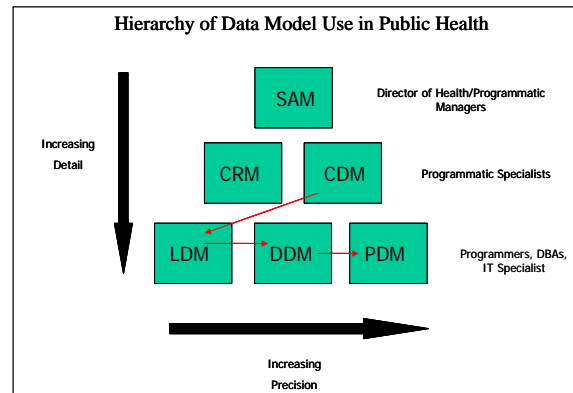 Hierarchy of Data Model Use in Public Health
SAM
Director of Health/Programmatic
Managers
Increasing
Detail
CRM
CDM
Programmatic Specialists
LDM
DDM
PDM
Programmers, DBAs,
IT Specialist
Increasing
Precision